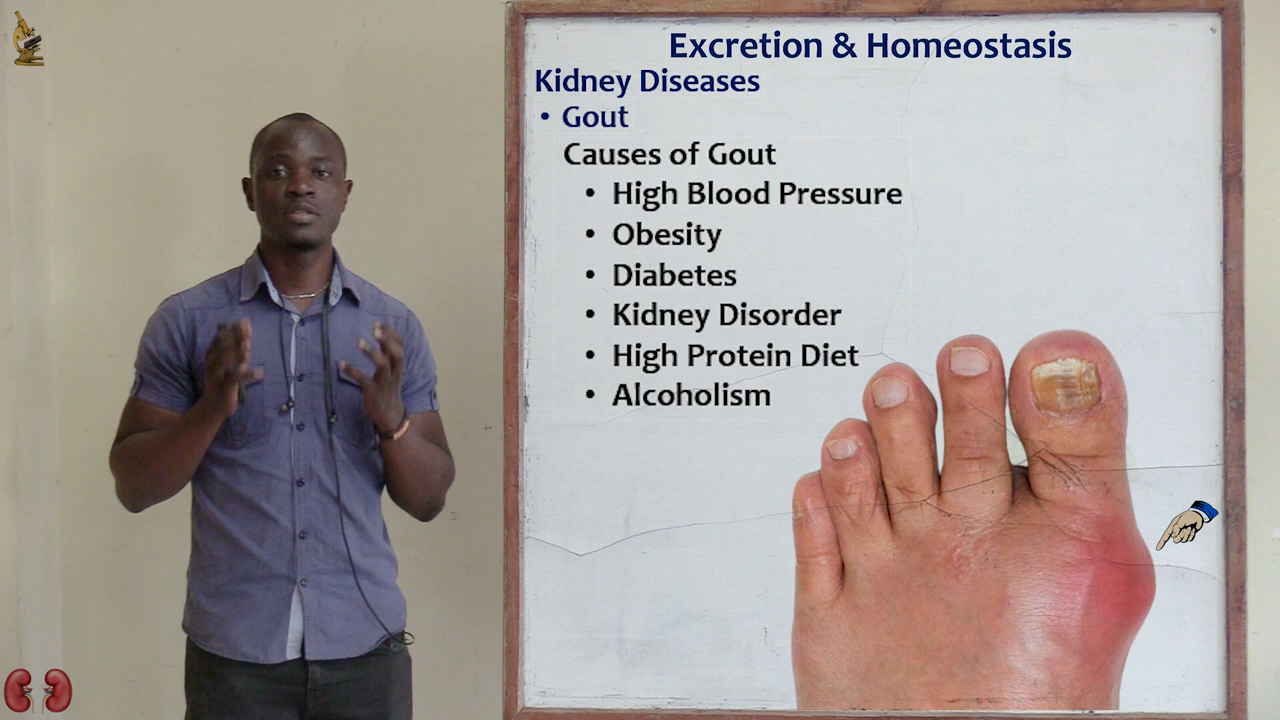 Excretion & Homeostasis
Kidney Diseases
• Gout
Causes of Gout
• High Blood Pressure
• Obesity
• Diabetes
• Kidney Disorder
• High Protein Diet
• Alcoholism